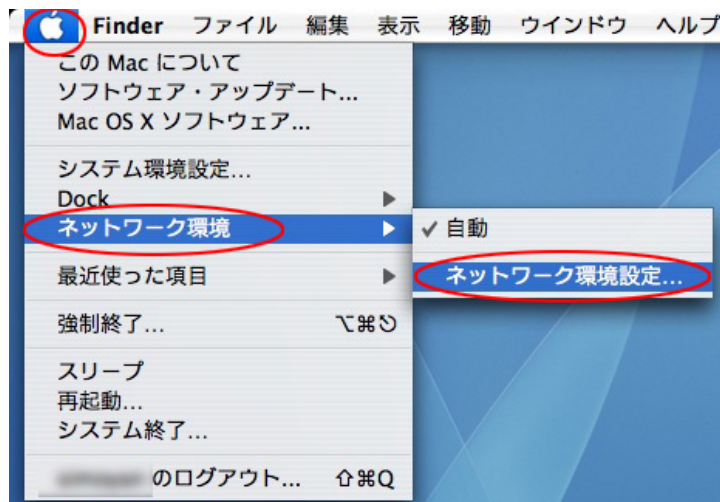 Finder ファイル 編集 表示 移動 ウインドウ ヘルプ
この Mac について
ソフトウェア・アップデート...
Mac OS X ソフトウェア...
システム環境設定...
Dock
ネットワーク環境
✓ 自動
ネットワーク環境設定...
最近使った項目
強制終了... ⌥⌘⎋
スリープ
再起動...
システム終了...
のログアウト... ⇧⌘Q